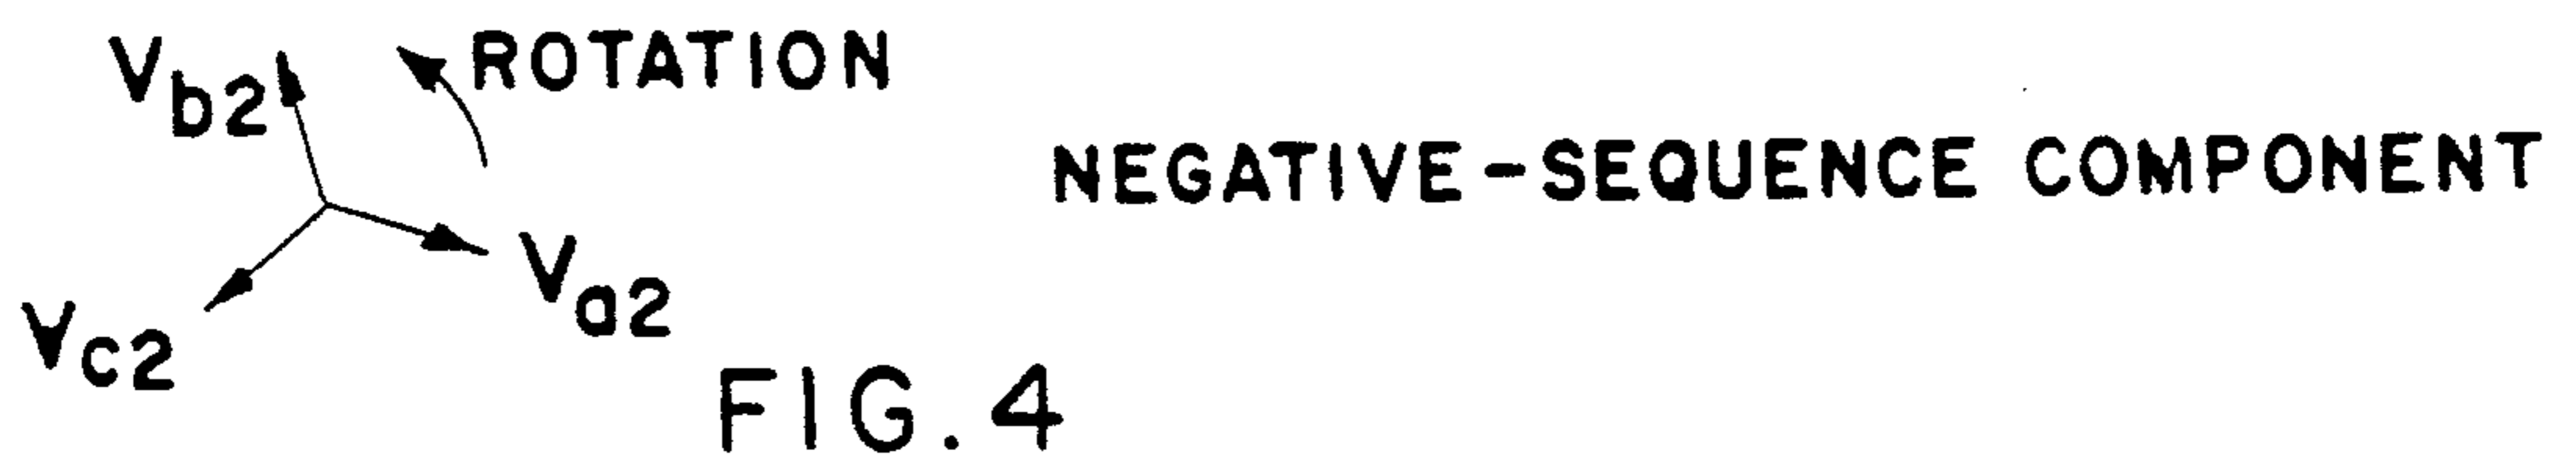 Vb2
ROTATION
NEGATIVE-SEQUENCE COMPONENT
Va2
Vc2
FIG. 4